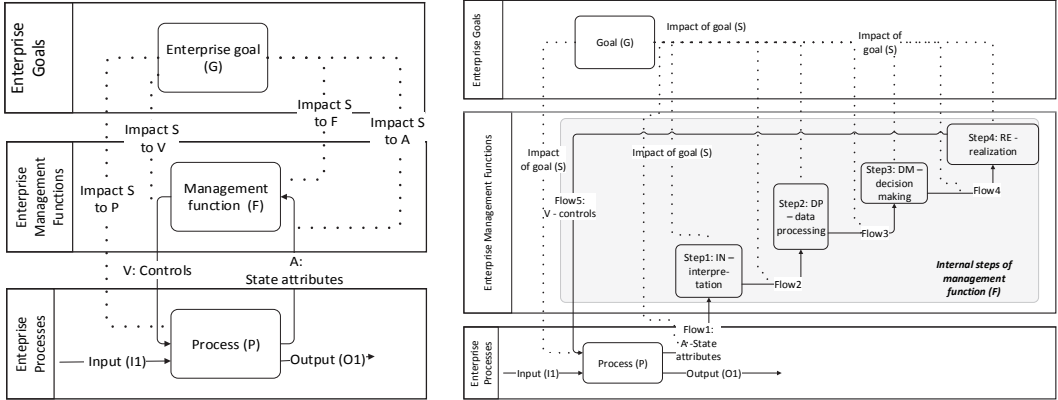 Enterprise
Goals
Enterprise goal
(G)
Impact S
to V
Impact S
to F
Impact S
to A
Impact S
to P
Enterprise
Management
Functions
Management
function (F)
V: Controls
A:
State attributes
Enteprise
Processes
Process (P)
Input (I1)
Output (O1)
Enterprise Goals
Goal (G)
Impact of goal (S)
Impact of
goal (S)
Enterprise Management Functions
Impact
of goal (S)
Impact of goal (S)
Flow5:
V - controls
Step4: RE -
realization
Step3: DM –
decision
making
Flow4
Step2: DP
– data
processing
Flow3
Step1: IN –
interpre-
tation
Flow2
Internal steps of
management
function (F)
Flow1:
A -State
attributes
Enterprise
Processes
Process (P)
Input (I1)
Output (O1)